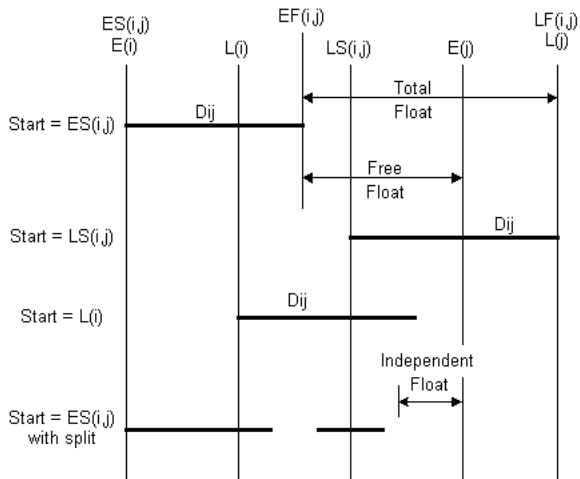 ES(i,j)
E(i)
L(i)
EF(i,j)
LS(i,j)
E(j)
LF(i,j)
L(j)
Total
Float
Start = ES(i,j)
Dij
Free
Float
Start = LS(i,j)
Dij
Start = L(i)
Dij
Independent
Float
Start = ES(i,j)
with split